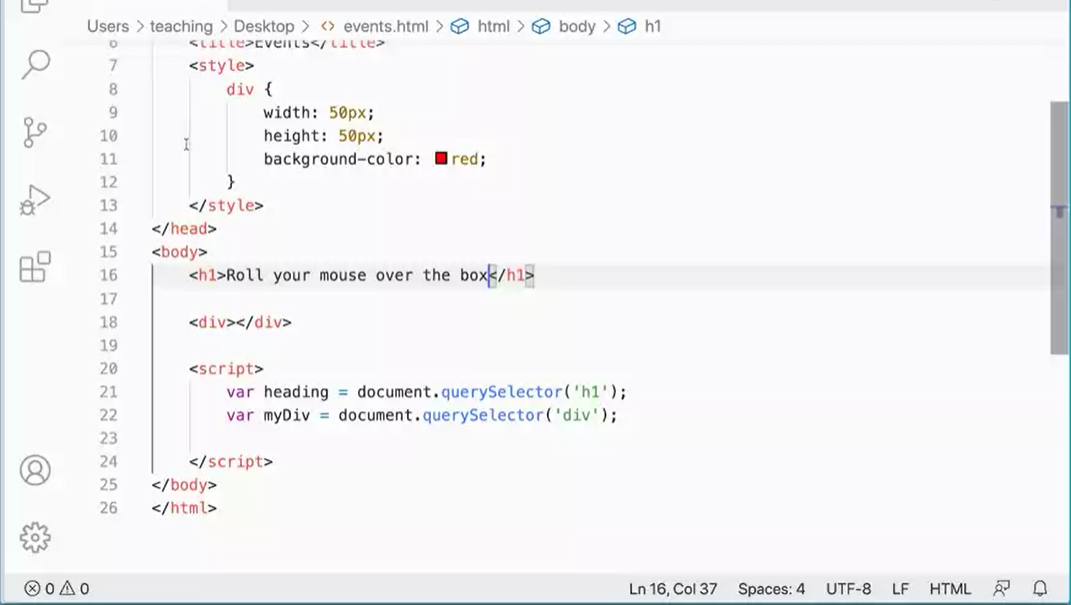 Users > teaching > Desktop > <> events.html > html > body > h1
6 <title>Events</title>
7 <style>
8 div {
9 width: 50px;
10 height: 50px;
11 background-color: red;
12 }
13 </style>
14 </head>
15 <body>
16 <h1>Roll your mouse over the box</h1>
17
18 <div></div>
19
20 <script>
21 var heading = document.querySelector('h1');
22 var myDiv = document.querySelector('div');
23
24 </script>
25 </body>
26 </html>
0 0 Ln 16, Col 37 Spaces: 4 UTF-8 LF HTML